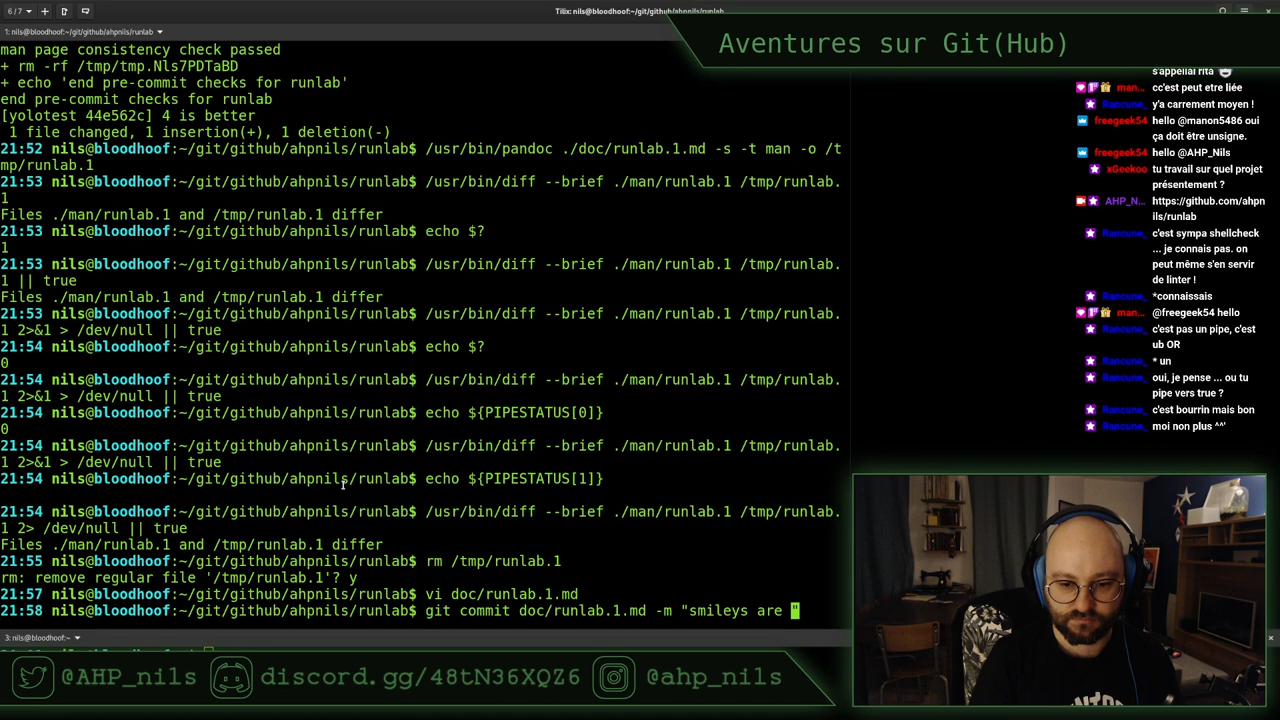 6 / 7
Tilix: nils@bloodhoof:~/git/github/ahpnils/runlab
1: nils@bloodhoof:~/git/github/ahpnils/runlab
Aventures sur Git(Hub)
man page consistency check passed
+ rm -rf /tmp/tmp.Nls7PDTaBD
+ echo 'end pre-commit checks for runlab'
end pre-commit checks for runlab
[yolotest 44e562c] 4 is better
1 file changed, 1 insertion(+), 1 deletion(-)
21:52 nils@bloodhoof:~/git/github/ahpnils/runlab$ /usr/bin/pandoc ./doc/runlab.1.md -s -t man -o /t
mp/runlab.1
21:53 nils@bloodhoof:~/git/github/ahpnils/runlab$ /usr/bin/diff --brief ./man/runlab.1 /tmp/runlab.
1
Files ./man/runlab.1 and /tmp/runlab.1 differ
21:53 nils@bloodhoof:~/git/github/ahpnils/runlab$ echo $?
1
21:53 nils@bloodhoof:~/git/github/ahpnils/runlab$ /usr/bin/diff --brief ./man/runlab.1 /tmp/runlab.
1 || true
Files ./man/runlab.1 and /tmp/runlab.1 differ
21:53 nils@bloodhoof:~/git/github/ahpnils/runlab$ /usr/bin/diff --brief ./man/runlab.1 /tmp/runlab.
1 2>&1 > /dev/null || true
21:54 nils@bloodhoof:~/git/github/ahpnils/runlab$ echo $?
0
21:54 nils@bloodhoof:~/git/github/ahpnils/runlab$ /usr/bin/diff --brief ./man/runlab.1 /tmp/runlab.
1 2>&1 > /dev/null || true
21:54 nils@bloodhoof:~/git/github/ahpnils/runlab$ echo ${PIPESTATUS[0]}
0
21:54 nils@bloodhoof:~/git/github/ahpnils/runlab$ /usr/bin/diff --brief ./man/runlab.1 /tmp/runlab.
1 2>&1 > /dev/null || true
21:54 nils@bloodhoof:~/git/github/ahpnils/runlab$ echo ${PIPESTATUS[1]}
21:54 nils@bloodhoof:~/git/github/ahpnils/runlab$ /usr/bin/diff --brief ./man/runlab.1 /tmp/runlab.
1 2> /dev/null || true
Files ./man/runlab.1 and /tmp/runlab.1 differ
21:55 nils@bloodhoof:~/git/github/ahpnils/runlab$ rm /tmp/runlab.1
rm: remove regular file '/tmp/runlab.1'? y
21:57 nils@bloodhoof:~/git/github/ahpnils/runlab$ vi doc/runlab.1.md
21:58 nils@bloodhoof:~/git/github/ahpnils/runlab$ git commit doc/runlab.1.md -m "smileys are "
3: nils@bloodhoof:~
s'appelial rita
man... cc'est peut etre liée
Rancune_ y'a carrement moyen !
freegeek54 hello @manon5486 oui
ça doit être unsigne.
freegeek54 hello @AHP_Nils
xGeekoo tu travail sur quel projet
présentement ?
AHP_N... https://github.com/ahpn
ils/runlab
Rancune_ c'est sympa shellcheck
... je connais pas. on
peut même s'en servir
de linter !
Rancune_ *connaissais
man... @freegeek54 hello
Rancune_ c'est pas un pipe, c'est
ub OR
Rancune_ * un
Rancune_ oui, je pense ... ou tu
pipe vers true ?
Rancune_ c'est bourrin mais bon
Rancune_ moi non plus ^^'
@AHP_nils
discord.gg/48tN36XQZ6
@ahp_nils